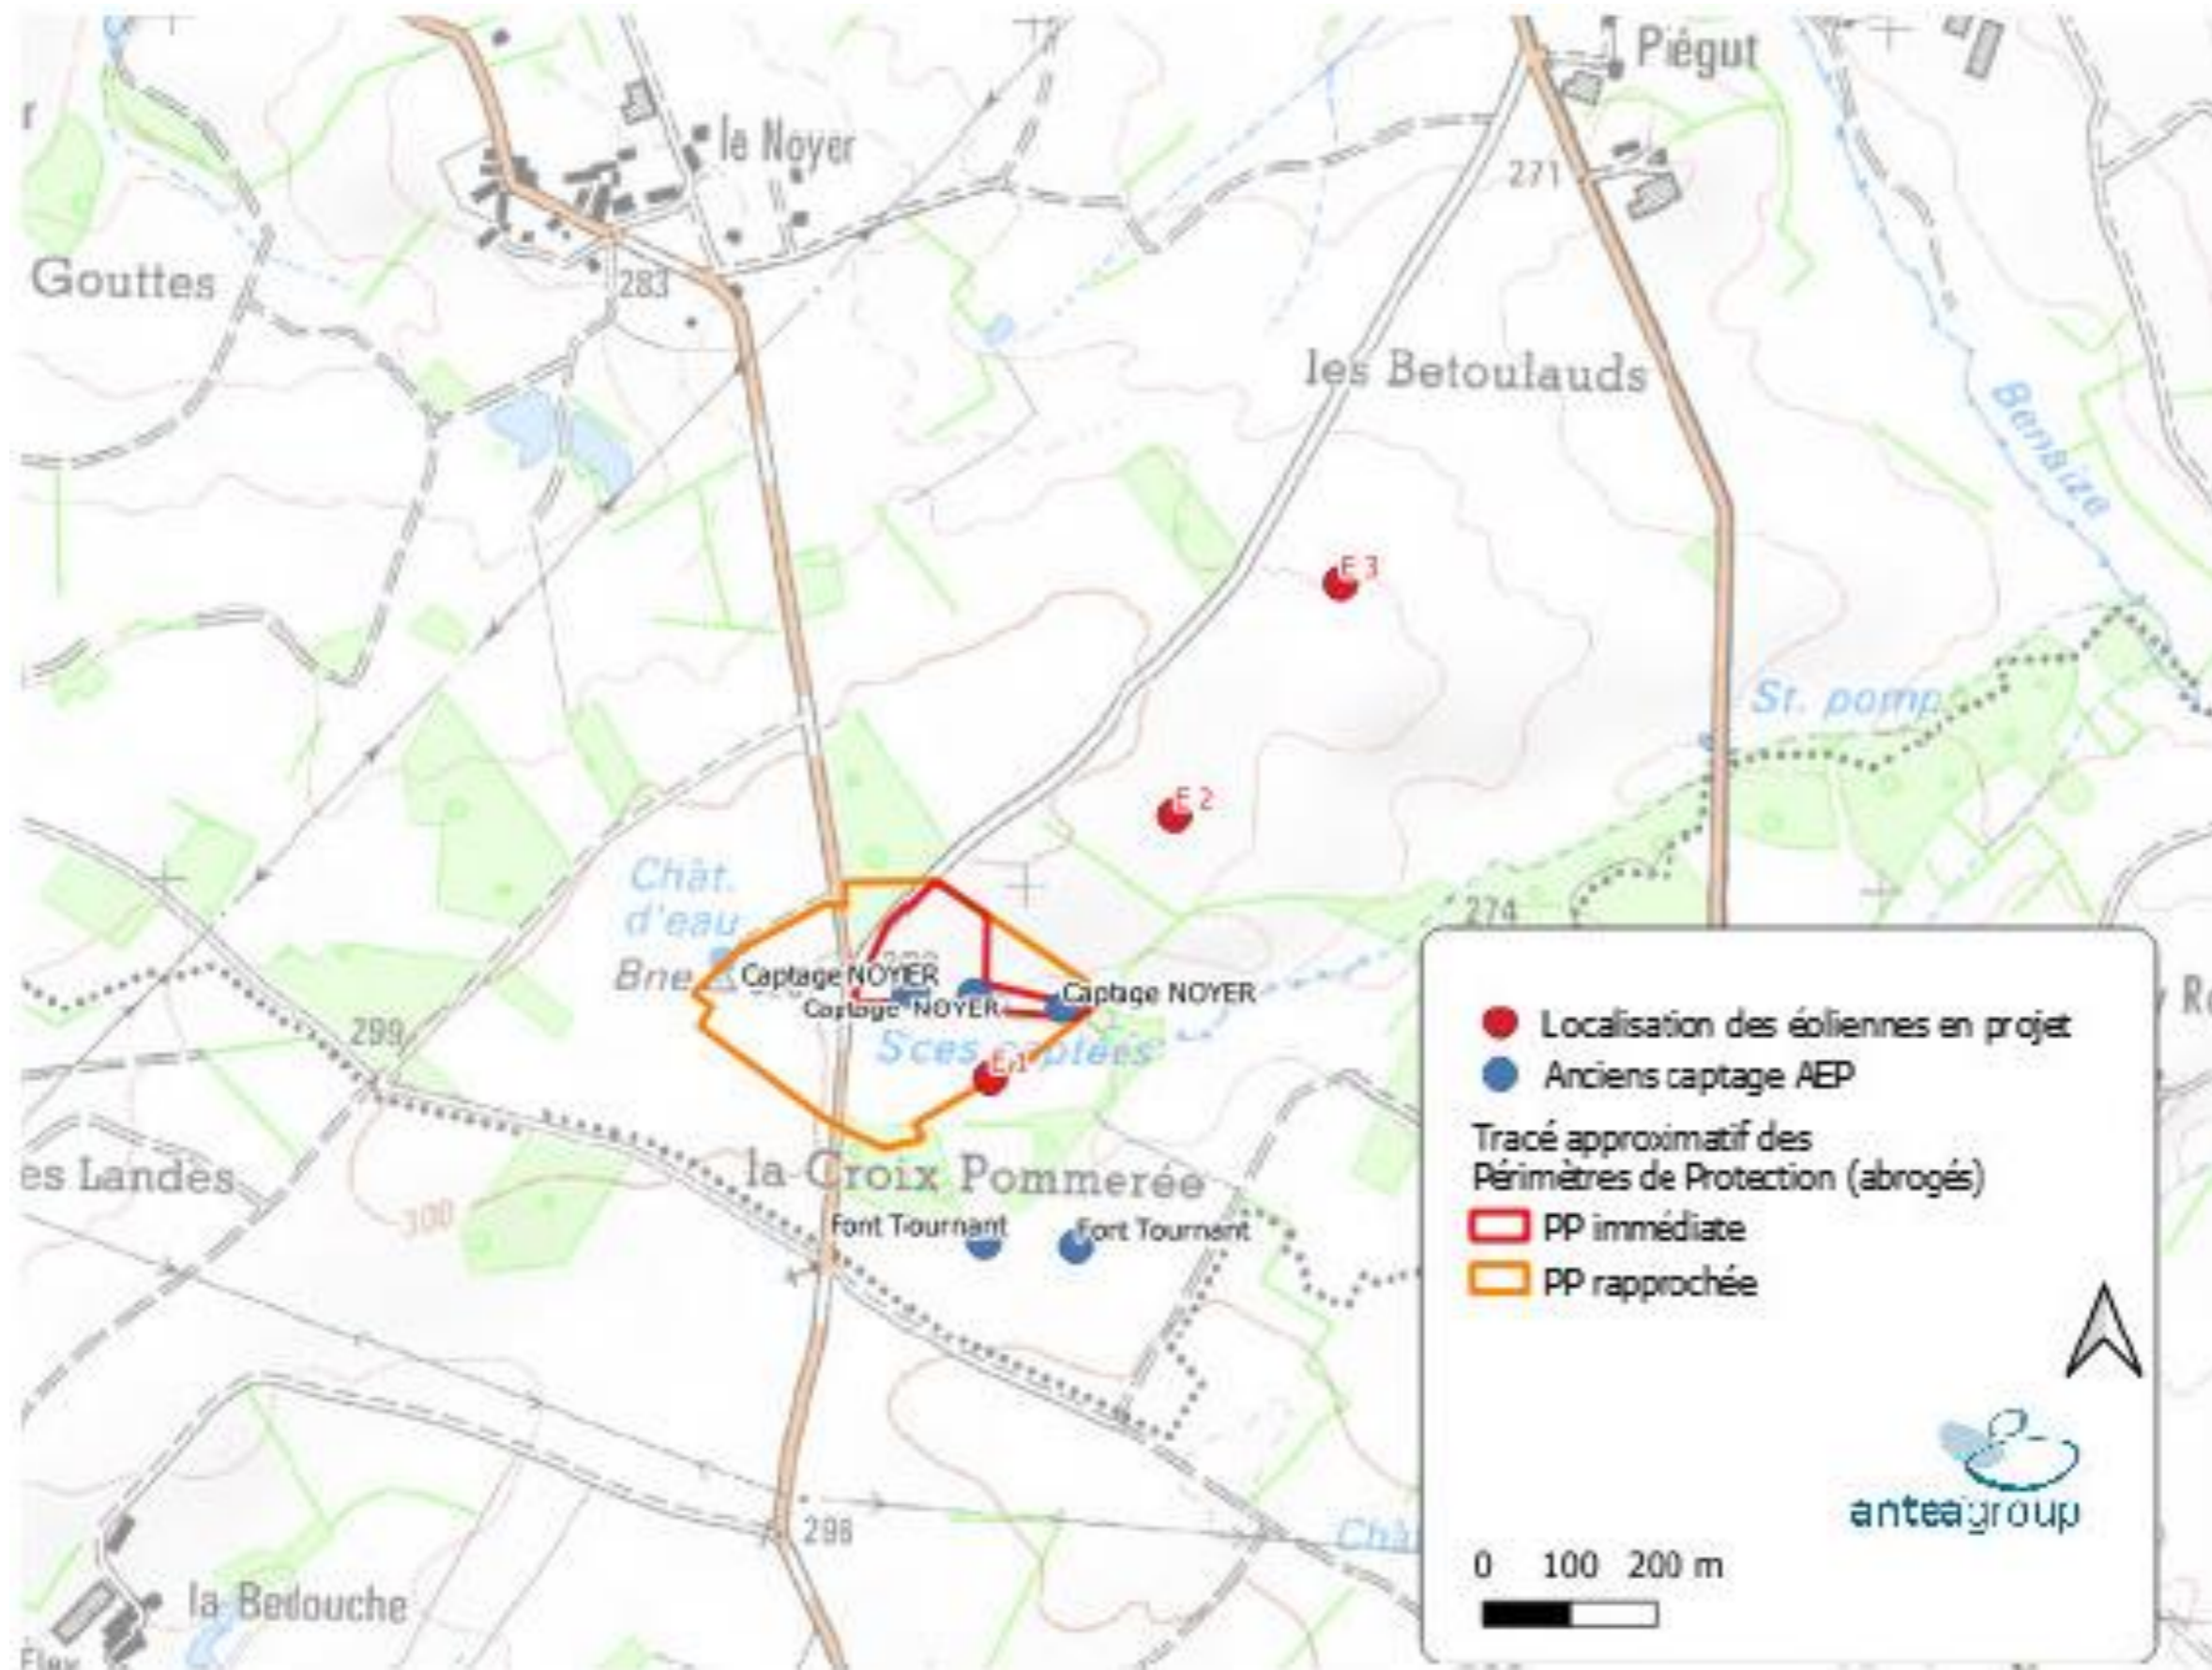 Piégut
le Noyer
271
Gouttes
283
les Betoulauds
Benaize
E 3
St. pomp
E 2
Chât.
d'eau
274
Bne
Captage NOYER
Captage NOYER
Captage NOYER
299
Sces captées
E 1
es Landes
la Croix Pommerée
300
Font Tournant
Font Tournant
298
la Bedouche
Localisation des éoliennes en projet
Anciens captage AEP
Tracé approximatif des
Périmètres de Protection (abrogés)
PP immédiate
PP rapprochée
anteagroup
0 100 200 m